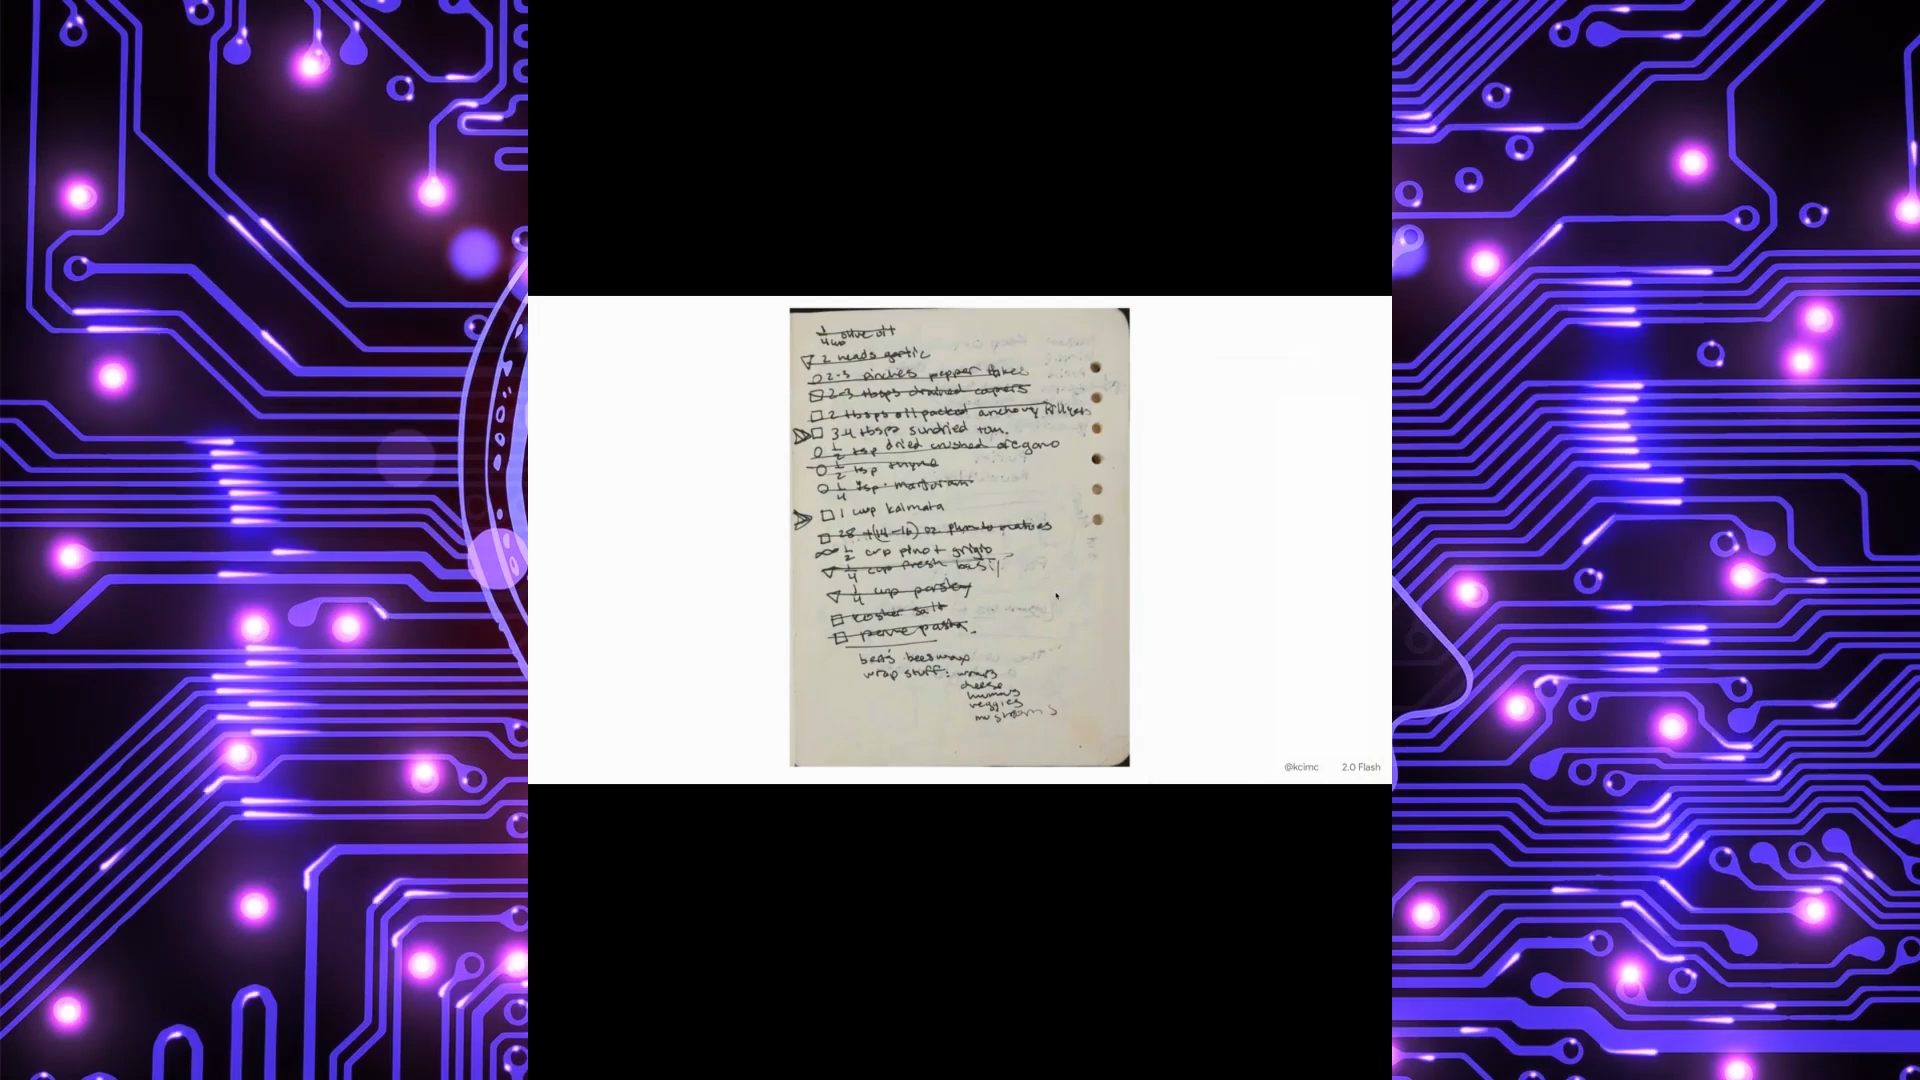 1/4 cup olive oil
2 heads garlic
2-3 pinches pepper flakes
2-3 tbsps drained capers
2 tbsps oil packed anchovy fillets
3-4 tbsps sundried tom.
1/2 tsp dried crushed oregano
1/2 tsp thyme
1/4 tsp marjoram
1 cup kalmata
28 + (14-16) oz plum tomatoes
1/2 cup pinot grigio
1/4 cup fresh basil
1/4 cup parsley
kosher salt
penne pasta
beeswax
wrap stuff: wraps
cheese
hummus
veggies
@kcimc 2.0 Flash